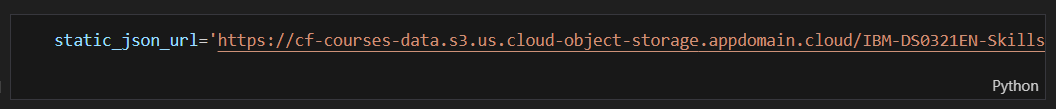 static_json_url='https://cf-courses-data.s3.us.cloud-object-storage.appdomain.cloud/IBM-DS0321EN-Skills
Python